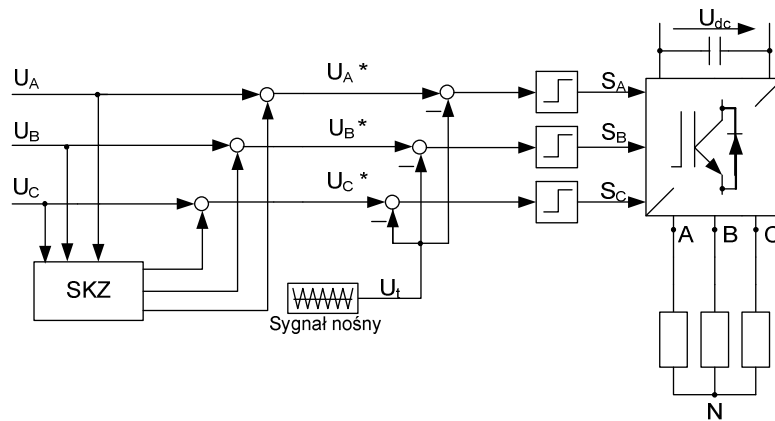 U_dc
U_A
U_A *
S_A
U_B
U_B*
S_B
U_C
U_C *
S_C
A B C
SKZ
U_t
Sygnał nośny
N